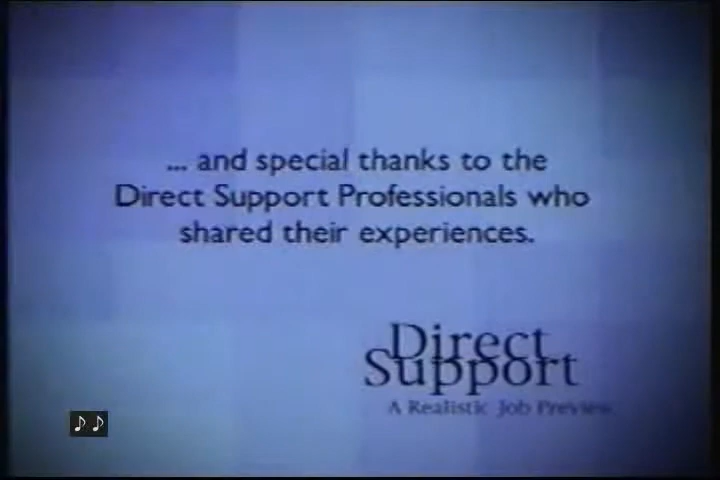 ... and special thanks to the
Direct Support Professionals who
shared their experiences.
Direct
Support
A Realistic Job Preview
♪ ♪